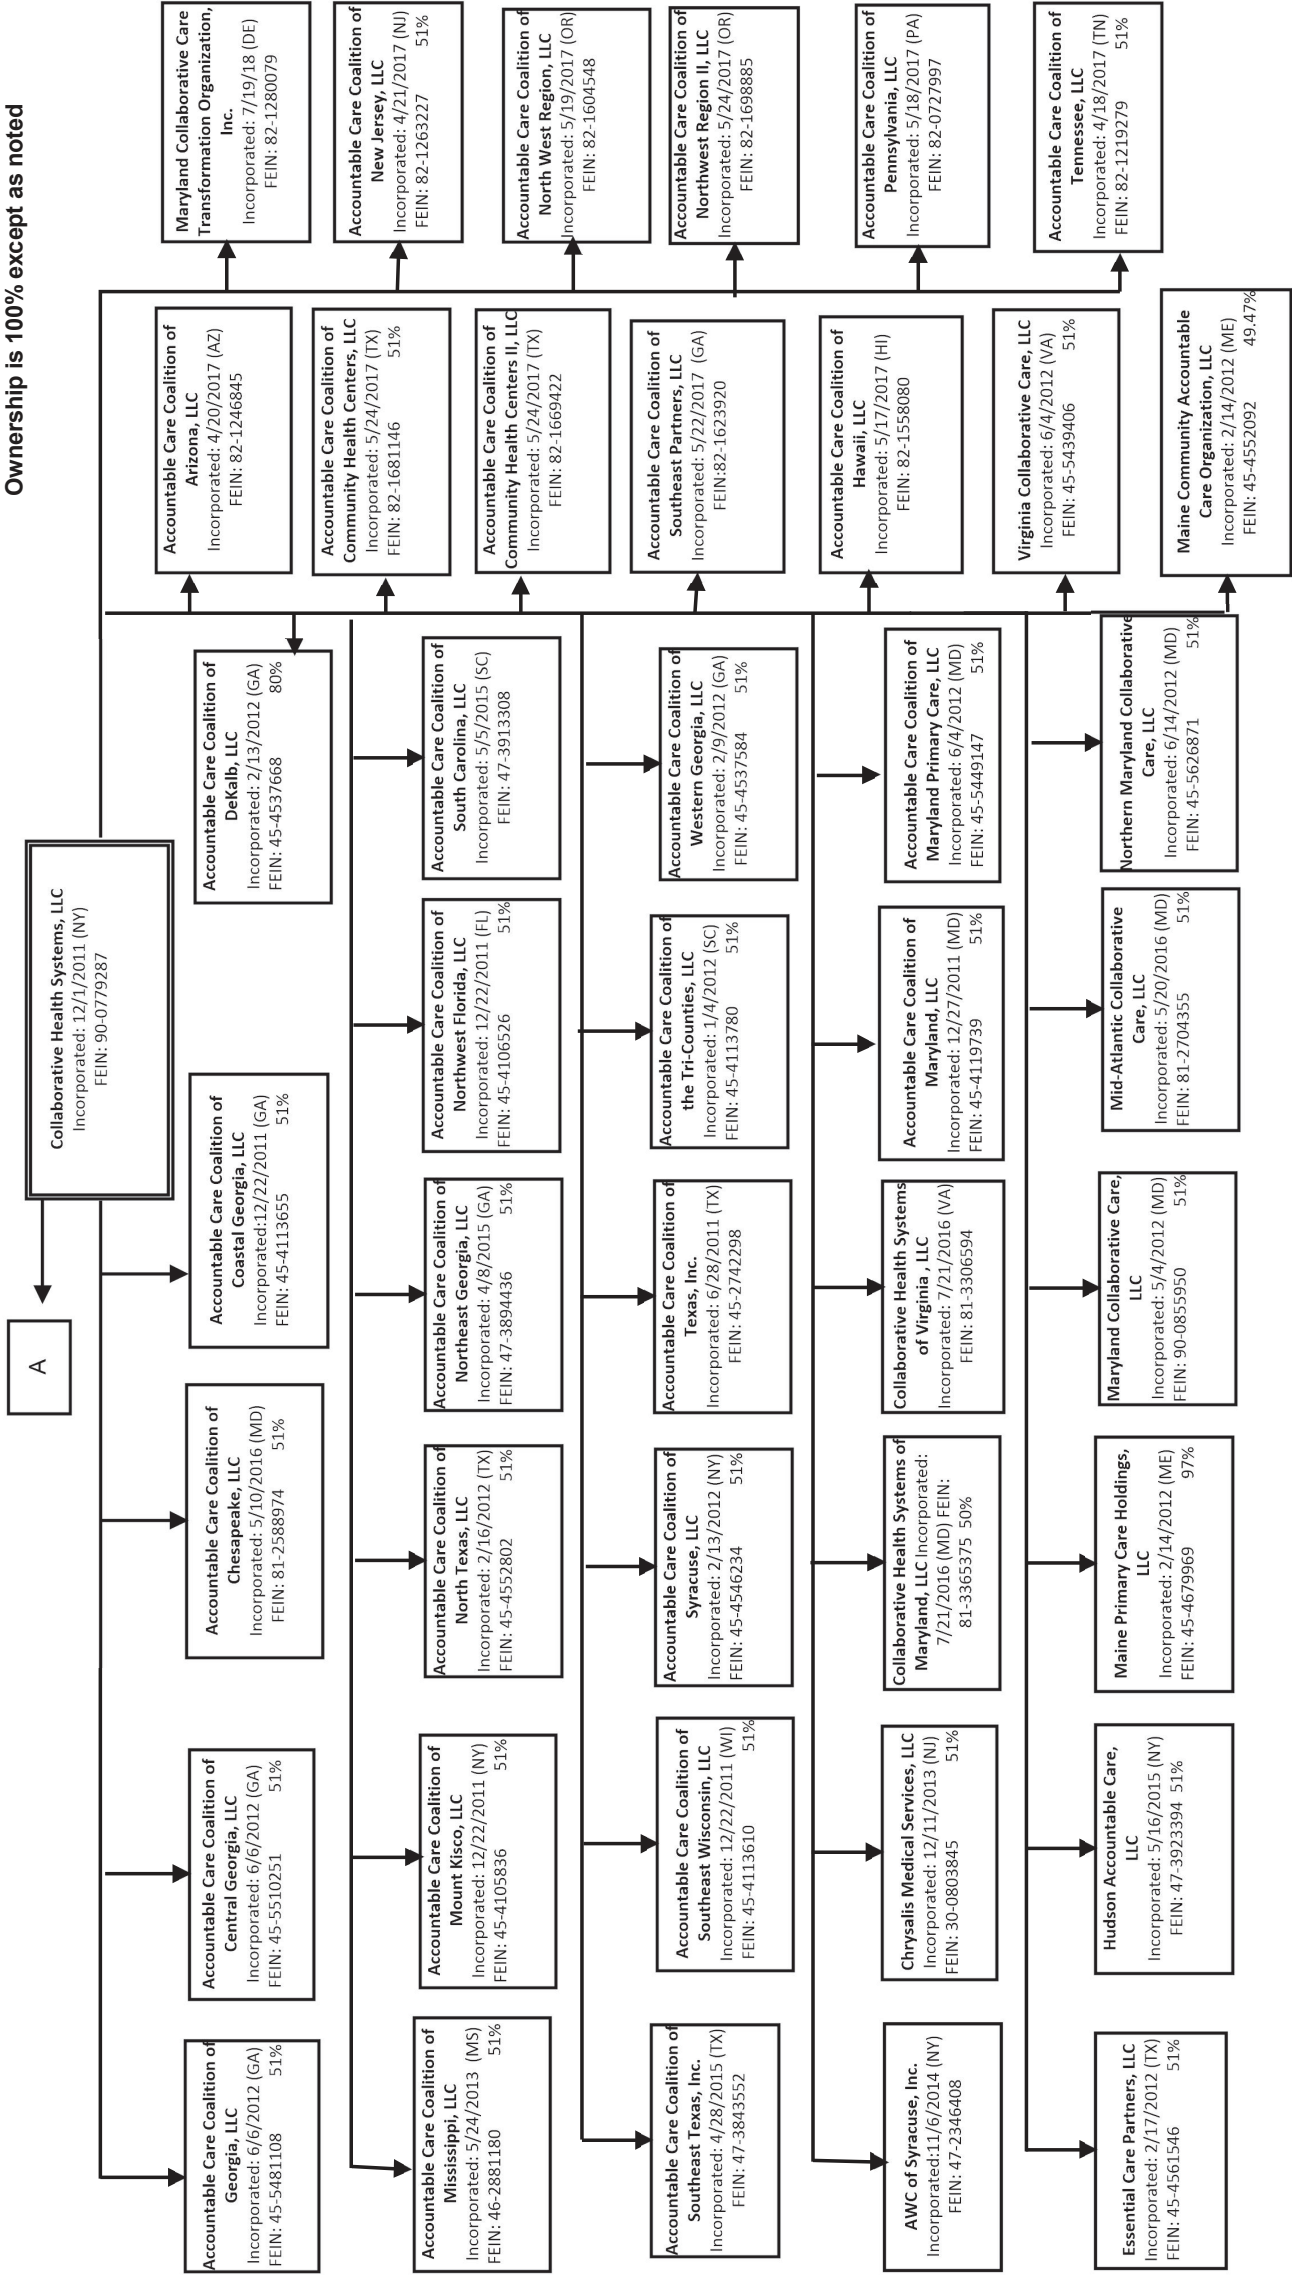 Ownership is 100% except as noted
A
Collaborative Health Systems, LLC
Incorporated: 12/1/2011 (NY)
FEIN: 90-0779287
Accountable Care Coalition of
Georgia, LLC
Incorporated: 6/6/2012 (GA)
FEIN: 45-5481108 51%
Accountable Care Coalition of
Central Georgia, LLC
Incorporated: 6/6/2012 (GA)
FEIN: 45-5510251 51%
Accountable Care Coalition of
Chesapeake, LLC
Incorporated: 5/10/2016 (MD)
FEIN: 81-2588974 51%
Accountable Care Coalition of
Coastal Georgia, LLC
Incorporated:12/22/2011 (GA)
FEIN: 45-4113655 51%
Accountable Care Coalition of
DeKalb, LLC
Incorporated: 2/13/2012 (GA)
FEIN: 45-4537668 80%
Accountable Care Coalition of
Arizona, LLC
Incorporated: 4/20/2017 (AZ)
FEIN: 82-1246845
Maryland Collaborative Care
Transformation Organization,
Inc.
Incorporated: 7/19/18 (DE)
FEIN: 82-1280079
Accountable Care Coalition of
Community Health Centers, LLC
Incorporated: 5/24/2017 (TX)
FEIN: 82-1681146 51%
Accountable Care Coalition of
New Jersey, LLC
Incorporated: 4/21/2017 (NJ)
FEIN: 82-1263227 51%
Accountable Care Coalition of
Mississippi, LLC
Incorporated: 5/24/2013 (MS)
FEIN: 46-2881180 51%
Accountable Care Coalition of
Mount Kisco, LLC
Incorporated: 12/22/2011 (NY)
FEIN: 45-4105836 51%
Accountable Care Coalition of
North Texas, LLC
Incorporated: 2/16/2012 (TX)
FEIN: 45-4552802 51%
Accountable Care Coalition of
Northeast Georgia, LLC
Incorporated: 4/8/2015 (GA)
FEIN: 47-3894436 51%
Accountable Care Coalition of
Northwest Florida, LLC
Incorporated: 12/22/2011 (FL)
FEIN: 45-4106526 51%
Accountable Care Coalition of
South Carolina, LLC
Incorporated: 5/5/2015 (SC)
FEIN: 47-3913308
Accountable Care Coalition of
Community Health Centers II, LLC
Incorporated: 5/24/2017 (TX)
FEIN: 82-1669422
Accountable Care Coalition of
North West Region, LLC
Incorporated: 5/19/2017 (OR)
FEIN: 82-1604548
Accountable Care Coalition of
Southeast Texas, Inc.
Incorporated: 4/28/2015 (TX)
FEIN: 47-3843552
Accountable Care Coalition of
Southeast Wisconsin, LLC
Incorporated: 12/22/2011 (WI)
FEIN: 45-4113610 51%
Accountable Care Coalition of
Syracuse, LLC
Incorporated: 2/13/2012 (NY)
FEIN: 45-4546234 51%
Accountable Care Coalition of
Texas, Inc.
Incorporated: 6/28/2011 (TX)
FEIN: 45-2742298
Accountable Care Coalition of
the Tri-Counties, LLC
Incorporated: 1/4/2012 (SC)
FEIN: 45-4113780 51%
Accountable Care Coalition of
Western Georgia, LLC
Incorporated: 2/9/2012 (GA)
FEIN: 45-4537584 51%
Accountable Care Coalition of
Southeast Partners, LLC
Incorporated: 5/22/2017 (GA)
FEIN:82-1623920
Accountable Care Coalition of
Northwest Region II, LLC
Incorporated: 5/24/2017 (OR)
FEIN: 82-1698885
AWC of Syracuse, Inc.
Incorporated:11/6/2014 (NY)
FEIN: 47-2346408
Chrysalis Medical Services, LLC
Incorporated: 12/11/2013 (NJ)
FEIN: 30-0803845 51%
Collaborative Health Systems of
Maryland, LLC Incorporated:
7/21/2016 (MD) FEIN:
81-3365375 50%
Collaborative Health Systems
of Virginia , LLC
Incorporated: 7/21/2016 (VA)
FEIN: 81-3306594
Accountable Care Coalition of
Maryland, LLC
Incorporated: 12/27/2011 (MD)
FEIN: 45-4119739 51%
Accountable Care Coalition of
Maryland Primary Care, LLC
Incorporated: 6/4/2012 (MD)
FEIN: 45-5449147 51%
Accountable Care Coalition of
Hawaii, LLC
Incorporated: 5/17/2017 (HI)
FEIN: 82-1558080
Accountable Care Coalition of
Pennsylvania, LLC
Incorporated: 5/18/2017 (PA)
FEIN: 82-0727997
Essential Care Partners, LLC
Incorporated: 2/17/2012 (TX)
FEIN: 45-4561546 51%
Hudson Accountable Care,
LLC
Incorporated: 5/16/2015 (NY)
FEIN: 47-3923394 51%
Maine Primary Care Holdings,
LLC
Incorporated: 2/14/2012 (ME)
FEIN: 45-4679969 97%
Maryland Collaborative Care,
LLC
Incorporated: 5/4/2012 (MD)
FEIN: 90-0855950 51%
Mid-Atlantic Collaborative
Care, LLC
Incorporated: 5/20/2016 (MD)
FEIN: 81-2704355 51%
Northern Maryland Collaborative
Care, LLC
Incorporated: 6/14/2012 (MD)
FEIN: 45-5626871 51%
Virginia Collaborative Care, LLC
Incorporated: 6/4/2012 (VA)
FEIN: 45-5439406 51%
Accountable Care Coalition of
Tennessee, LLC
Incorporated: 4/18/2017 (TN)
FEIN: 82-1219279 51%
Maine Community Accountable
Care Organization, LLC
Incorporated: 2/14/2012 (ME)
FEIN: 45-4552092 49.47%